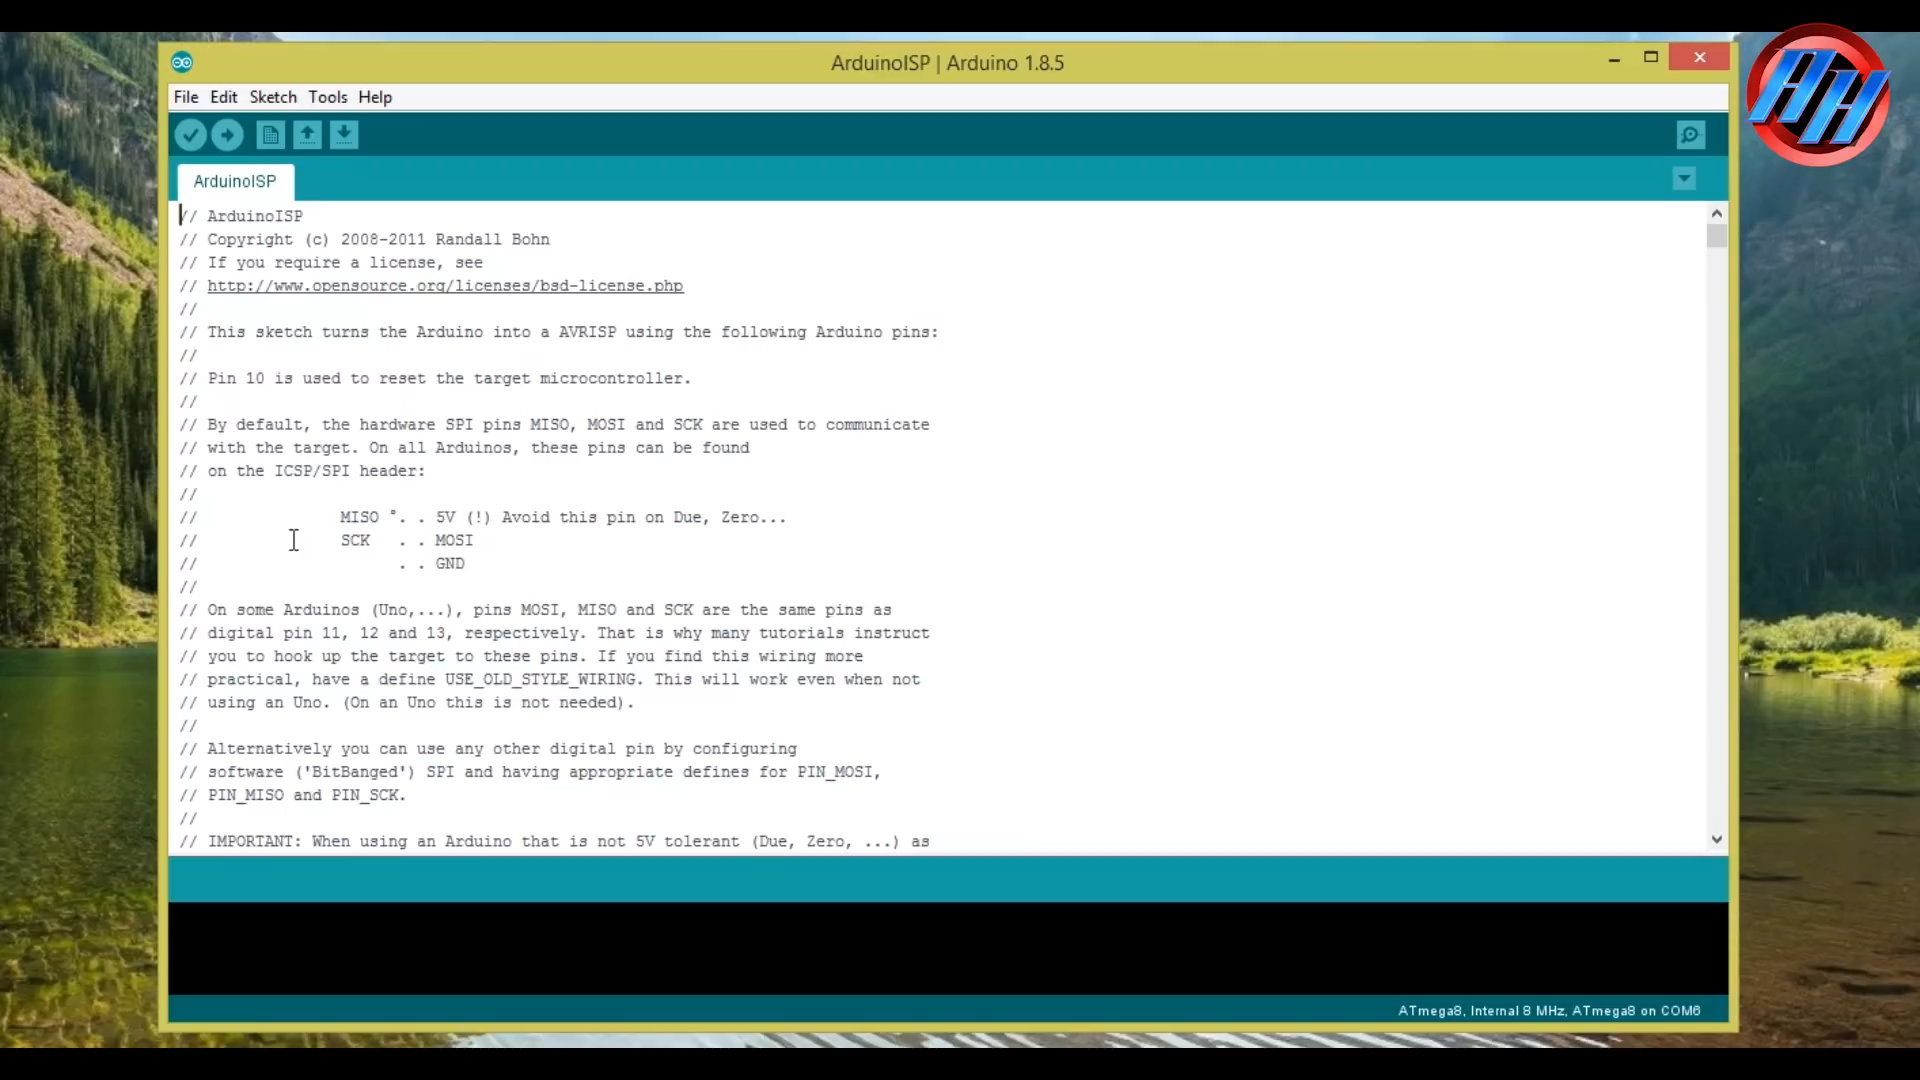 ArduinoISP | Arduino 1.8.5
File Edit Sketch Tools Help
ArduinoISP
// ArduinoISP
// Copyright (c) 2008-2011 Randall Bohn
// If you require a license, see
// http://www.opensource.org/licenses/bsd-license.php
//
// This sketch turns the Arduino into a AVRISP using the following Arduino pins:
//
// Pin 10 is used to reset the target microcontroller.
//
// By default, the hardware SPI pins MISO, MOSI and SCK are used to communicate
// with the target. On all Arduinos, these pins can be found
// on the ICSP/SPI header:
//
// MISO °. . 5V (!) Avoid this pin on Due, Zero...
// SCK . . MOSI
// . . GND
//
// On some Arduinos (Uno,...), pins MOSI, MISO and SCK are the same pins as
// digital pin 11, 12 and 13, respectively. That is why many tutorials instruct
// you to hook up the target to these pins. If you find this wiring more
// practical, have a define USE_OLD_STYLE_WIRING. This will work even when not
// using an Uno. (On an Uno this is not needed).
//
// Alternatively you can use any other digital pin by configuring
// software ('BitBanged') SPI and having appropriate defines for PIN_MOSI,
// PIN_MISO and PIN_SCK.
//
// IMPORTANT: When using an Arduino that is not 5V tolerant (Due, Zero, ...) as
ATmega8, Internal 8 MHz, ATmega8 on COM6
HH